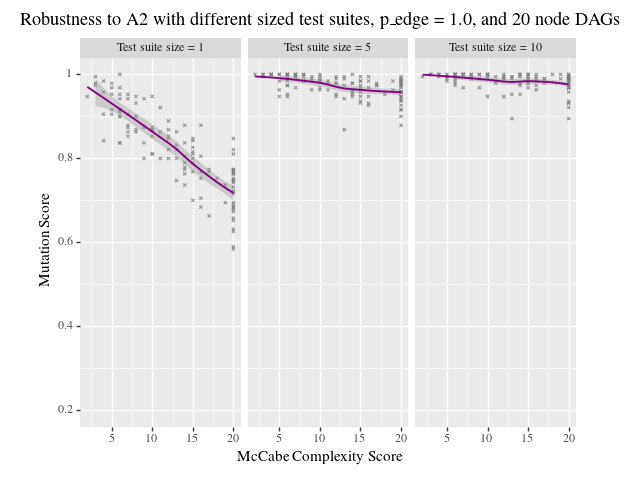 Robustness to A2 with different sized test suites, p_edge = 1.0, and 20 node DAGs
Test suite size = 1
Test suite size = 5
Test suite size = 10
1
0.8
0.6
0.4
0.2
Mutation Score
5 10 15 20
5 10 15 20
5 10 15 20
McCabe Complexity Score